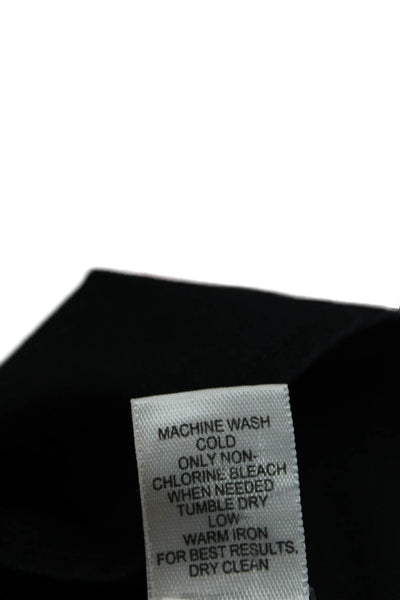 MACHINE WASH
COLD
ONLY NON-
CHLORINE BLEACH
WHEN NEEDED
TUMBLE DRY
LOW
WARM IRON
FOR BEST RESULTS,
DRY CLEAN